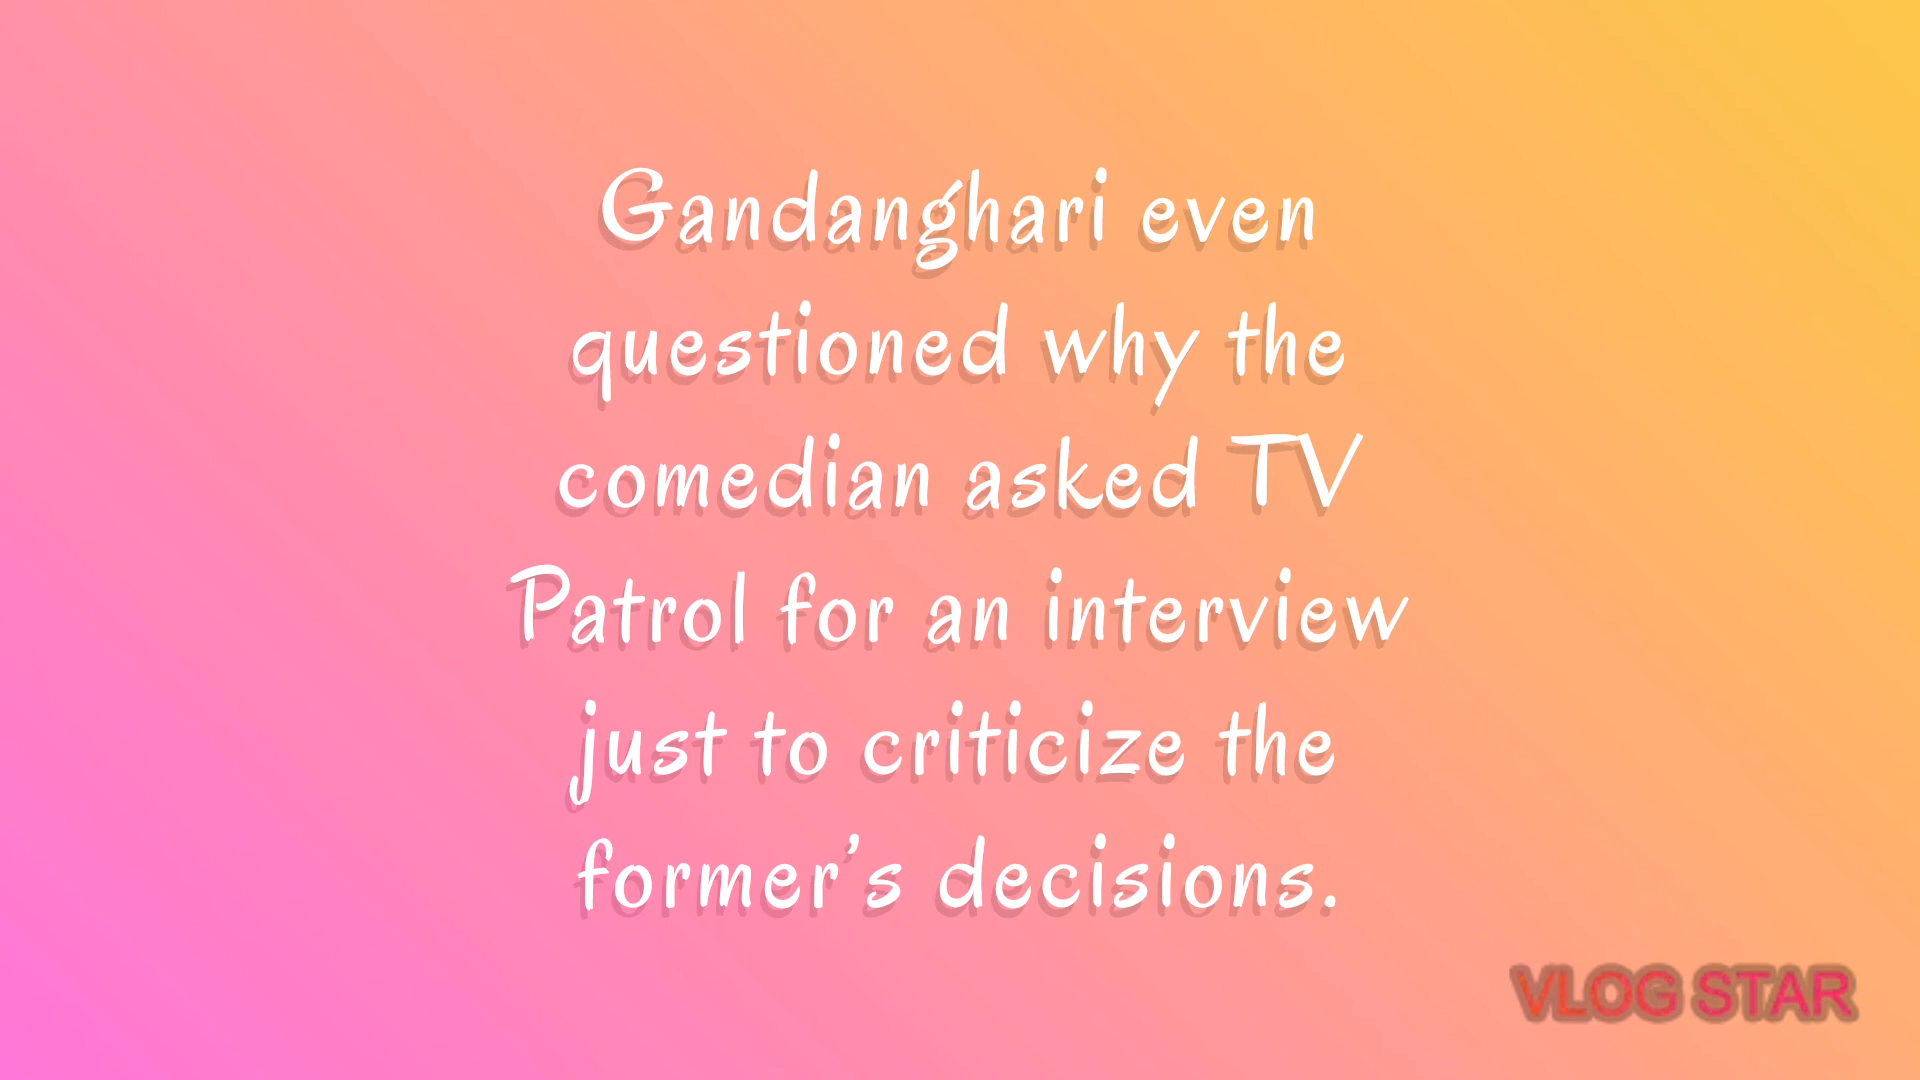 Gandanghari even
questioned why the
comedian asked TV
Patrol for an interview
just to criticize the
former’s decisions.
VLOG STAR